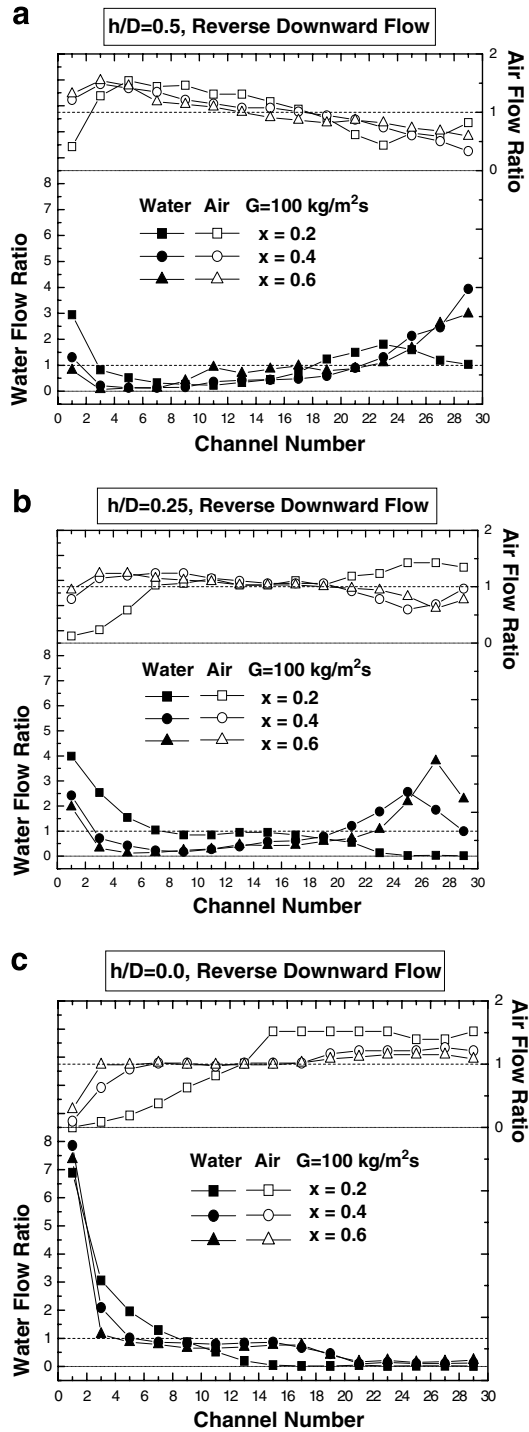 a
h/D=0.5, Reverse Downward Flow
2
1
0
Air Flow Ratio
8
7
6
5
4
3
2
1
0
Water Flow Ratio
Water Air G=100 kg/m²s
x = 0.2
x = 0.4
x = 0.6
0 2 4 6 8 10 12 14 16 18 20 22 24 26 28 30
Channel Number
b
h/D=0.25, Reverse Downward Flow
2
1
0
Air Flow Ratio
8
7
6
5
4
3
2
1
0
Water Flow Ratio
Water Air G=100 kg/m²s
x = 0.2
x = 0.4
x = 0.6
0 2 4 6 8 10 12 14 16 18 20 22 24 26 28 30
Channel Number
c
h/D=0.0, Reverse Downward Flow
2
1
0
Air Flow Ratio
8
7
6
5
4
3
2
1
0
Water Flow Ratio
Water Air G=100 kg/m²s
x = 0.2
x = 0.4
x = 0.6
0 2 4 6 8 10 12 14 16 18 20 22 24 26 28 30
Channel Number